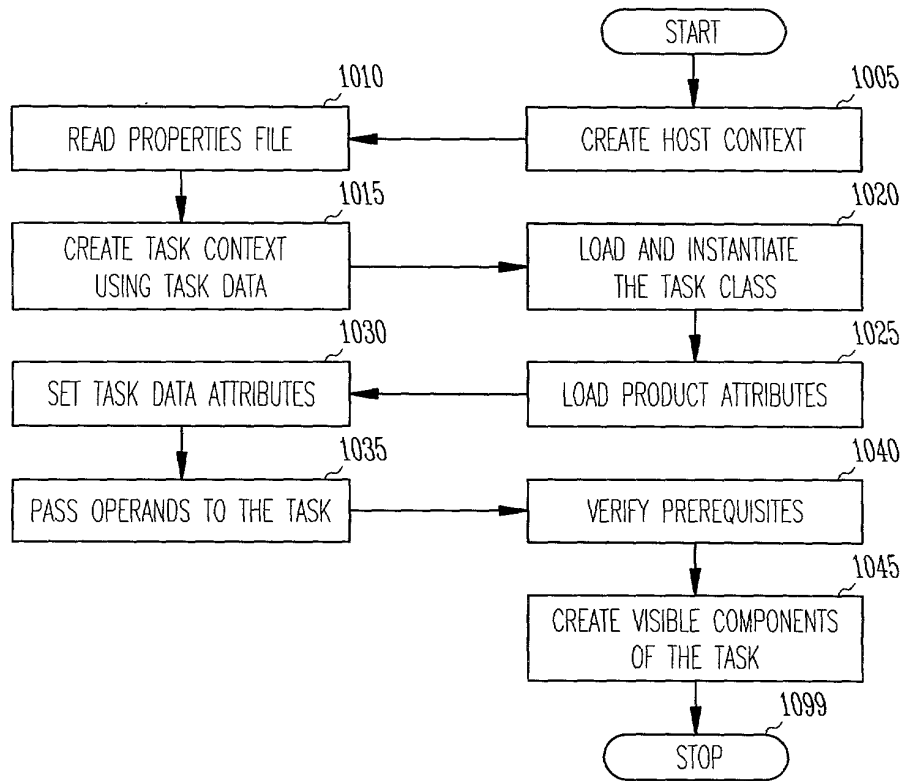 START
1005
CREATE HOST CONTEXT
1010
READ PROPERTIES FILE
1015
CREATE TASK CONTEXT
USING TASK DATA
1020
LOAD AND INSTANTIATE
THE TASK CLASS
1025
LOAD PRODUCT ATTRIBUTES
1030
SET TASK DATA ATTRIBUTES
1035
PASS OPERANDS TO THE TASK
1040
VERIFY PREREQUISITES
1045
CREATE VISIBLE COMPONENTS
OF THE TASK
1099
STOP